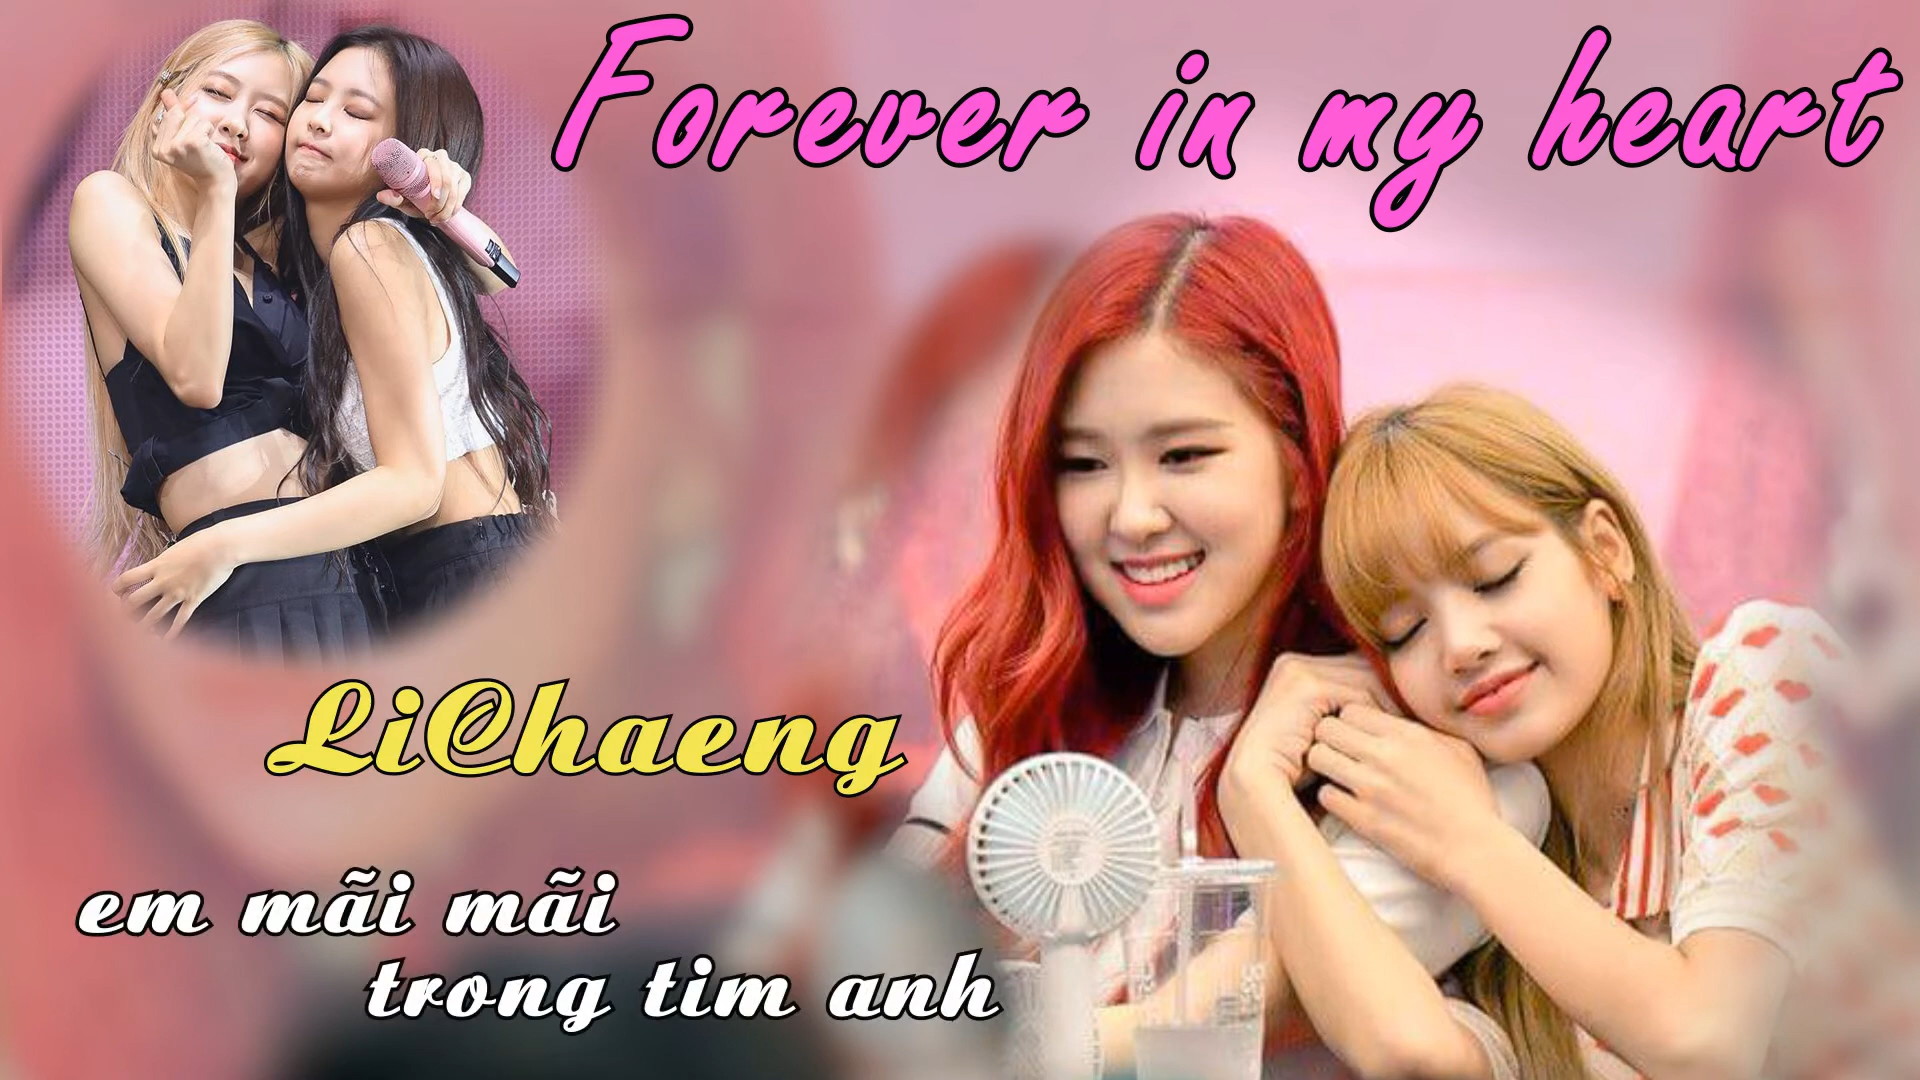 Forever in my heart
LiChaeng
em mãi mãi
trong tim anh